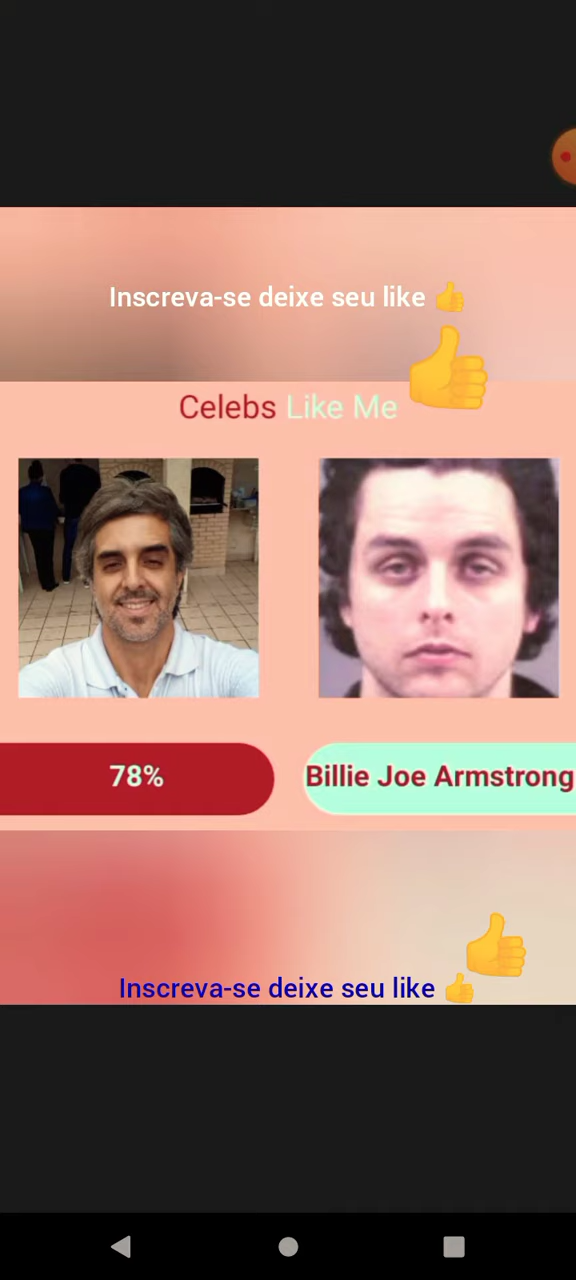 Inscreva-se deixe seu like 👍
Celebs Like Me
78%
Billie Joe Armstrong
Inscreva-se deixe seu like 👍